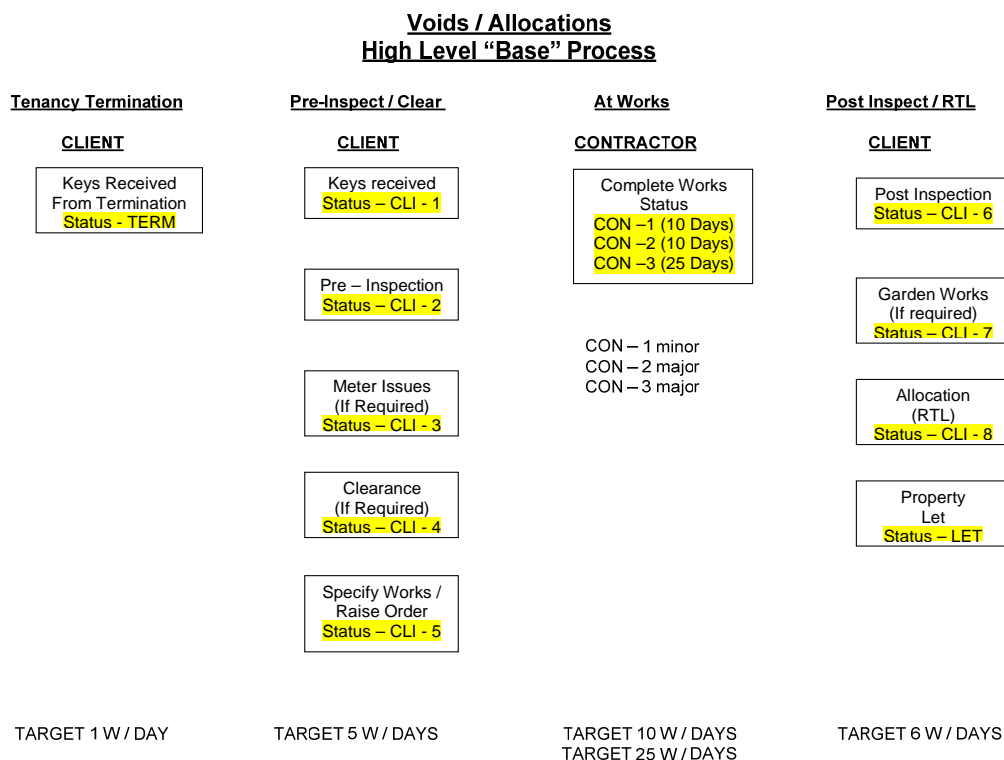 Voids / Allocations
High Level “Base” Process
Tenancy Termination
CLIENT
Keys Received
From Termination
Status - TERM
TARGET 1 W / DAY
Pre-Inspect / Clear
CLIENT
Keys received
Status – CLI - 1
Pre – Inspection
Status – CLI - 2
Meter Issues
(If Required)
Status – CLI - 3
Clearance
(If Required)
Status – CLI - 4
Specify Works /
Raise Order
Status – CLI - 5
TARGET 5 W / DAYS
At Works
CONTRACTOR
Complete Works
Status
CON –1 (10 Days)
CON –2 (10 Days)
CON –3 (25 Days)
CON – 1 minor
CON – 2 major
CON – 3 major
TARGET 10 W / DAYS
TARGET 25 W / DAYS
Post Inspect / RTL
CLIENT
Post Inspection
Status – CLI - 6
Garden Works
(If required)
Status – CLI - 7
Allocation
(RTL)
Status – CLI - 8
Property
Let
Status – LET
TARGET 6 W / DAYS